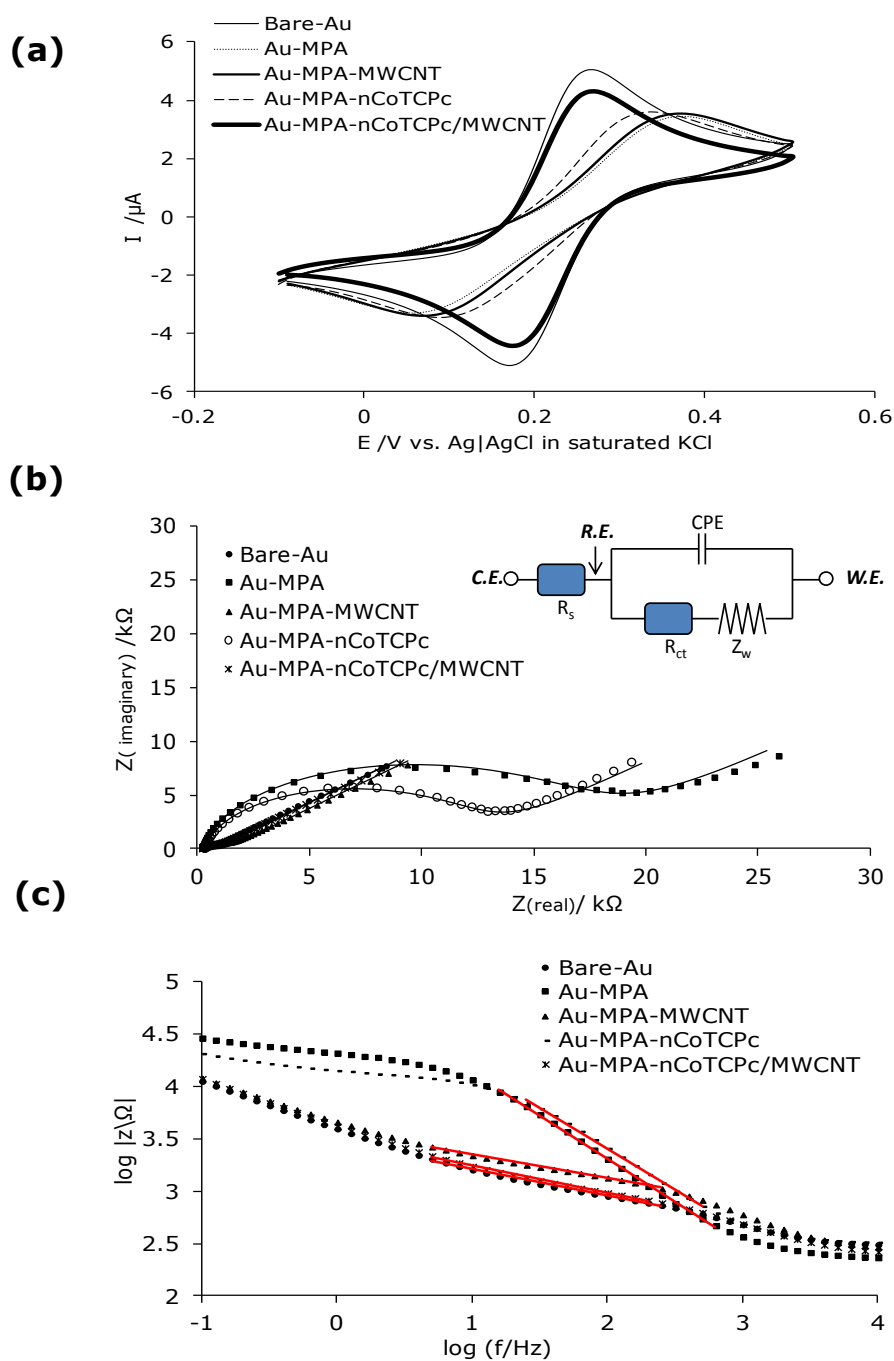 (a)
Bare-Au
Au-MPA
Au-MPA-MWCNT
Au-MPA-nCoTCPc
Au-MPA-nCoTCPc/MWCNT
6
4
2
0
-2
-4
-6
I /µA
-0.2 0 0.2 0.4 0.6
E /V vs. Ag|AgCl in saturated KCl
(b)
Bare-Au
Au-MPA
Au-MPA-MWCNT
Au-MPA-nCoTCPc
Au-MPA-nCoTCPc/MWCNT
C.E.
Rs
R.E.
CPE
Rct
Zw
W.E.
30
25
20
15
10
5
0
Z( imaginary) /kΩ
0 5 10 15 20 25 30
Z(real)/ kΩ
(c)
Bare-Au
Au-MPA
Au-MPA-MWCNT
Au-MPA-nCoTCPc
Au-MPA-nCoTCPc/MWCNT
5
4.5
4
3.5
3
2.5
2
log |z\Ω|
-1 0 1 2 3 4
log (f/Hz)